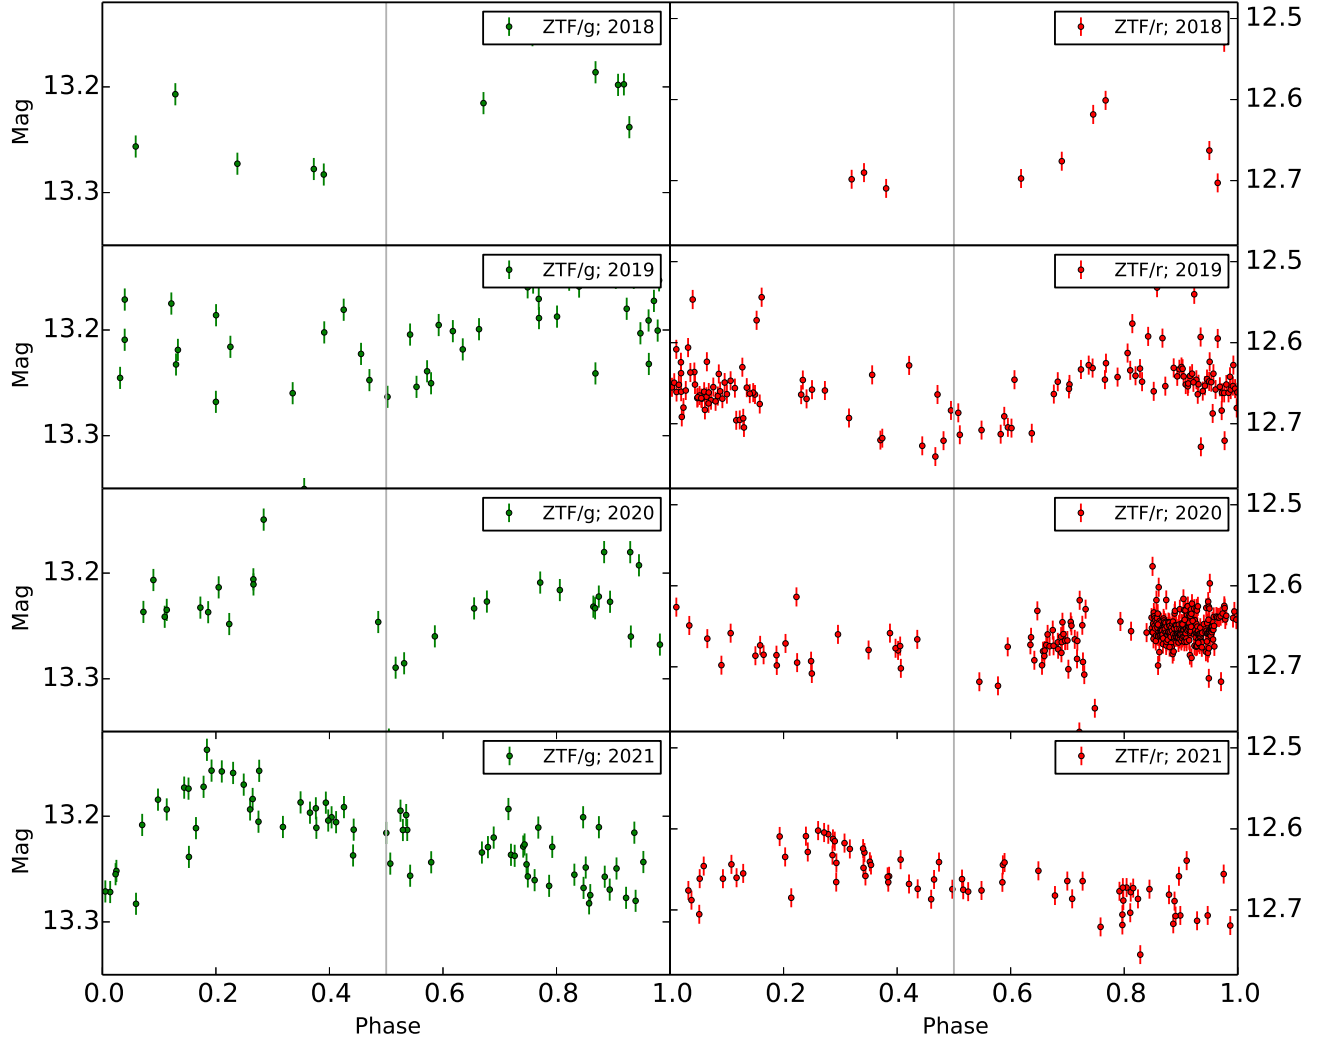 ZTF/g; 2018
ZTF/r; 2018
12.5
13.2
12.6
Mag
13.3
12.7
ZTF/g; 2019
ZTF/r; 2019
12.5
13.2
12.6
Mag
13.3
12.7
ZTF/g; 2020
ZTF/r; 2020
12.5
13.2
12.6
Mag
13.3
12.7
ZTF/g; 2021
ZTF/r; 2021
12.5
13.2
12.6
Mag
13.3
12.7
0.0 0.2 0.4 0.6 0.8 1.0 0.2 0.4 0.6 0.8 1.0
Phase Phase